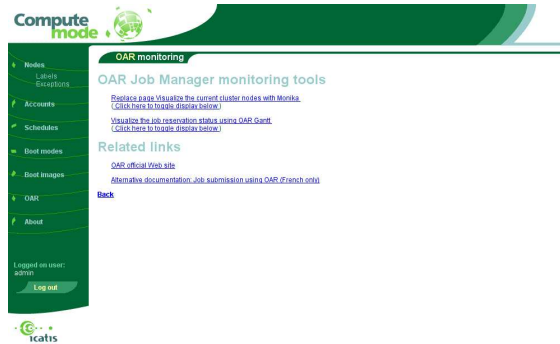 Compute
mode
OAR monitoring
Nodes
Labels
Exceptions
Accounts
Schedules
Boot modes
Boot images
OAR
About
Logged on user:
admin
Log out
icatis
OAR Job Manager monitoring tools
Replace page Visualize the current cluster nodes with Monika
( Click here to toggle display below )
Visualize the job reservation status using OAR Gantt
( Click here to toggle display below )
Related links
OAR official Web site
Alternative documentation: Job submission using OAR (French only)
Back